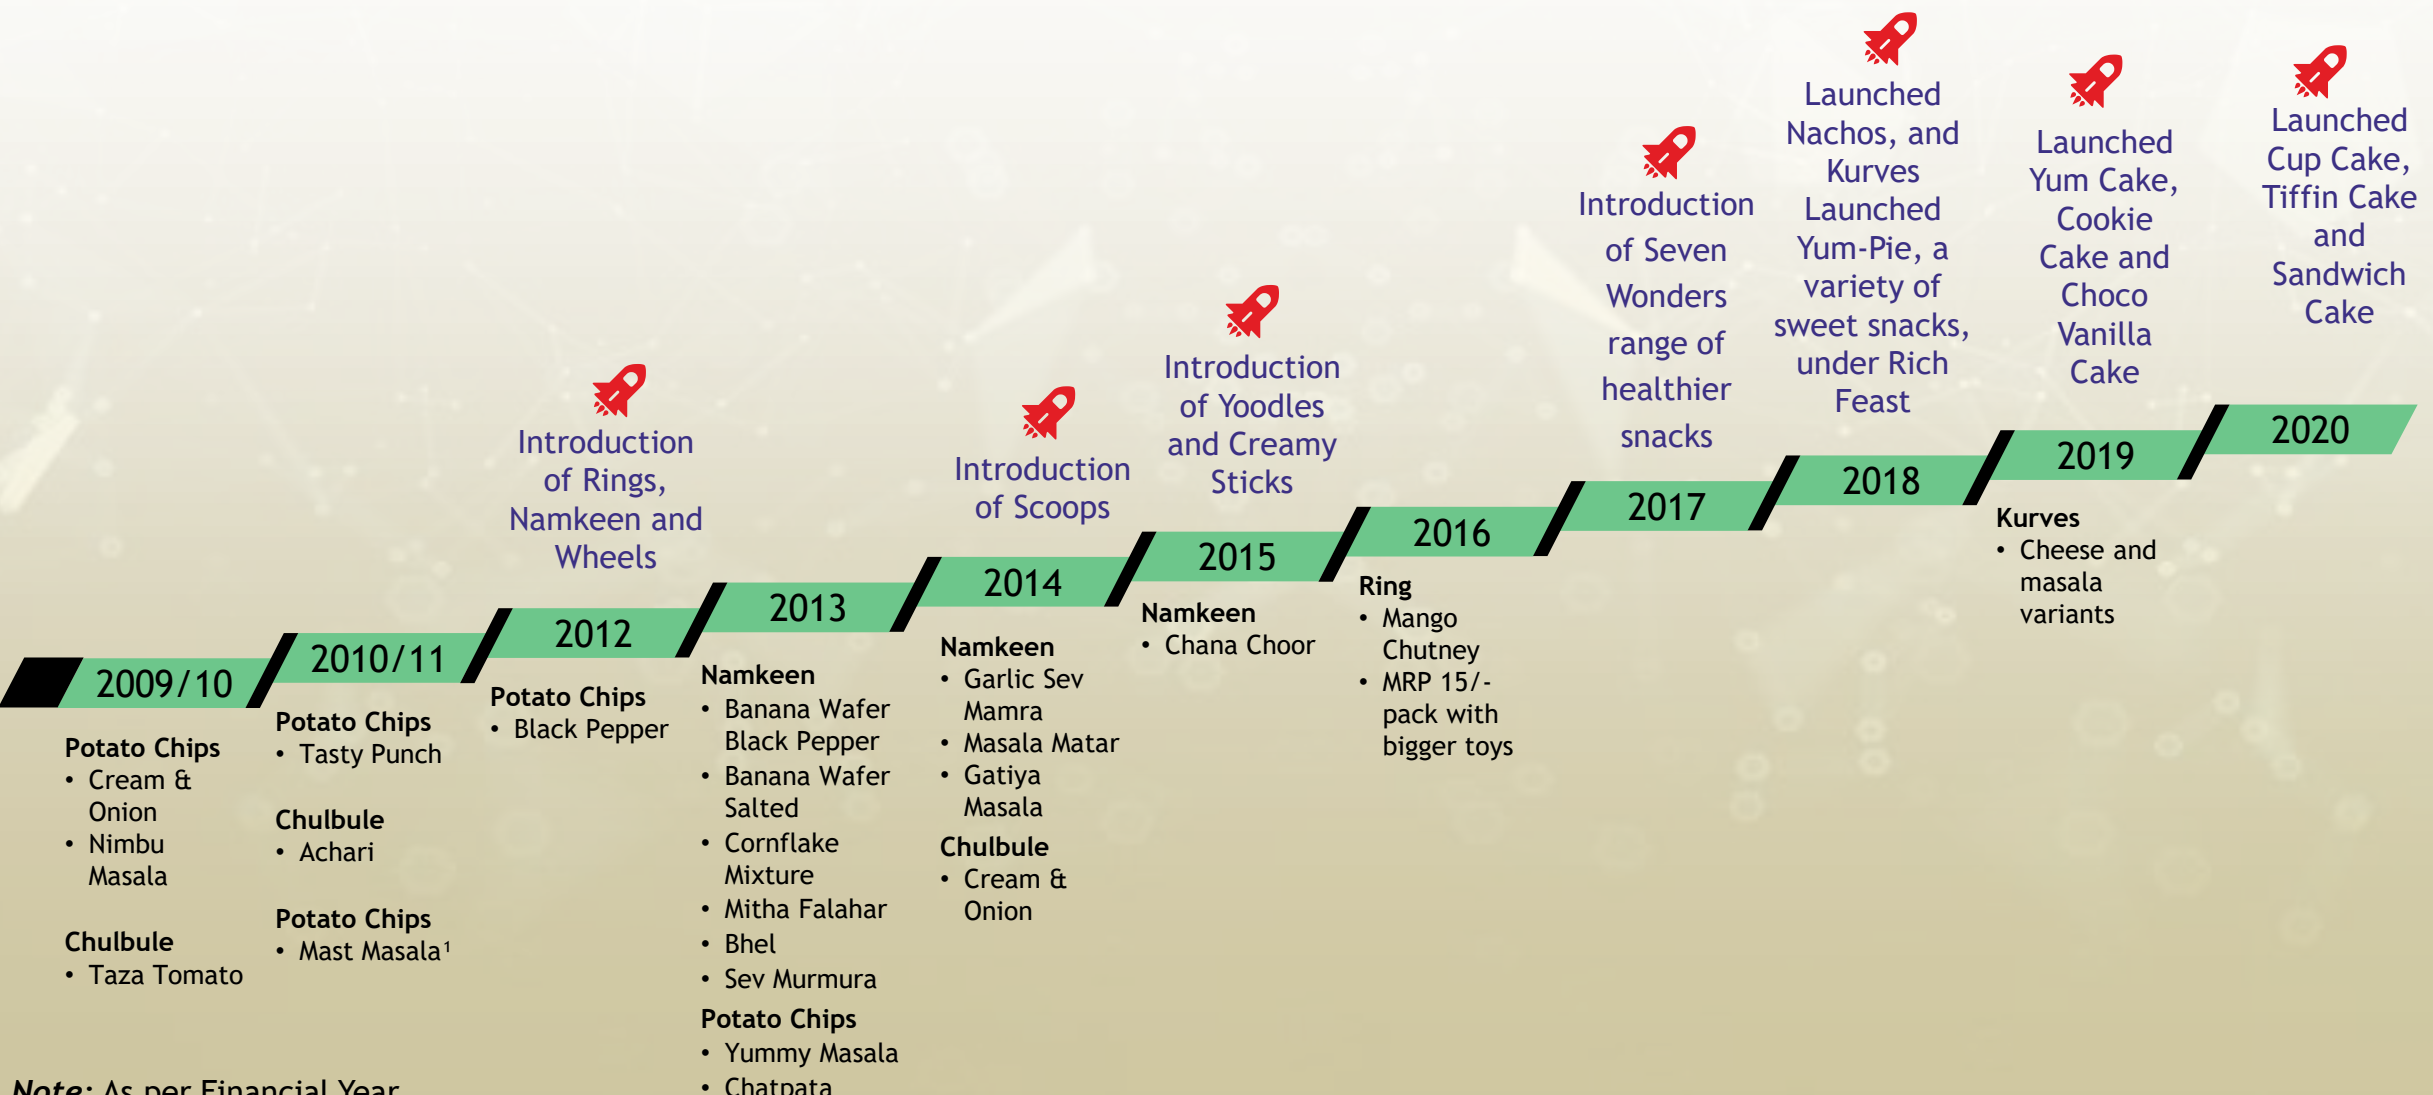 2009/10
Potato Chips
• Cream &
Onion
• Nimbu
Masala
Chulbule
• Taza Tomato
2010/11
Potato Chips
• Tasty Punch
Chulbule
• Achari
Potato Chips
• Mast Masala¹
Introduction
of Rings,
Namkeen and
Wheels
2012
Potato Chips
• Black Pepper
2013
Namkeen
• Banana Wafer
Black Pepper
• Banana Wafer
Salted
• Cornflake
Mixture
• Mitha Falahar
• Bhel
• Sev Murmura
Potato Chips
• Yummy Masala
• Chatpata
Introduction
of Scoops
2014
Namkeen
• Garlic Sev
Mamra
• Masala Matar
• Gatiya
Masala
Chulbule
• Cream &
Onion
Introduction
of Yoodles
and Creamy
Sticks
2015
Namkeen
• Chana Choor
2016
Ring
• Mango
Chutney
• MRP 15/-
pack with
bigger toys
Introduction
of Seven
Wonders
range of
healthier
snacks
2017
Launched
Nachos, and
Kurves
Launched
Yum-Pie, a
variety of
sweet snacks,
under Rich
Feast
2018
Launched
Yum Cake,
Cookie
Cake and
Choco
Vanilla
Cake
2019
Kurves
• Cheese and
masala
variants
Launched
Cup Cake,
Tiffin Cake
and
Sandwich
Cake
2020
Note: As per Financial Year